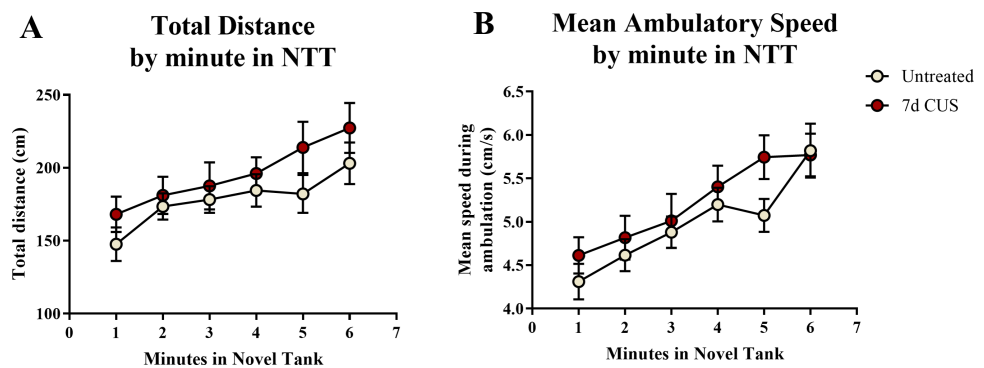 A
Total Distance
by minute in NTT
Total distance (cm)
250
200
150
100
0 1 2 3 4 5 6 7
Minutes in Novel Tank
B
Mean Ambulatory Speed
by minute in NTT
Mean speed during
ambulation (cm/s)
6.5
6.0
5.5
5.0
4.5
4.0
0 1 2 3 4 5 6 7
Minutes in Novel Tank
Untreated
7d CUS